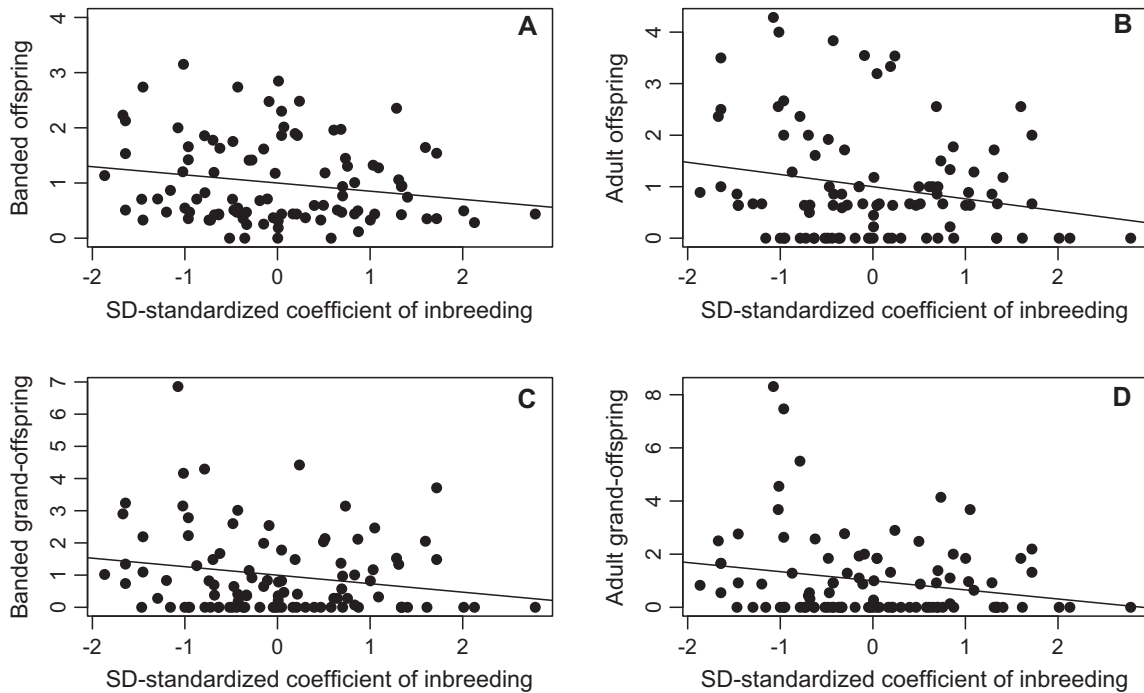 A
Banded offspring
4
3
2
1
0
-2 -1 0 1 2
SD-standardized coefficient of inbreeding
B
Adult offspring
4
3
2
1
0
-2 -1 0 1 2
SD-standardized coefficient of inbreeding
C
Banded grand-offspring
7
6
5
4
3
2
1
0
-2 -1 0 1 2
SD-standardized coefficient of inbreeding
D
Adult grand-offspring
8
6
4
2
0
-2 -1 0 1 2
SD-standardized coefficient of inbreeding